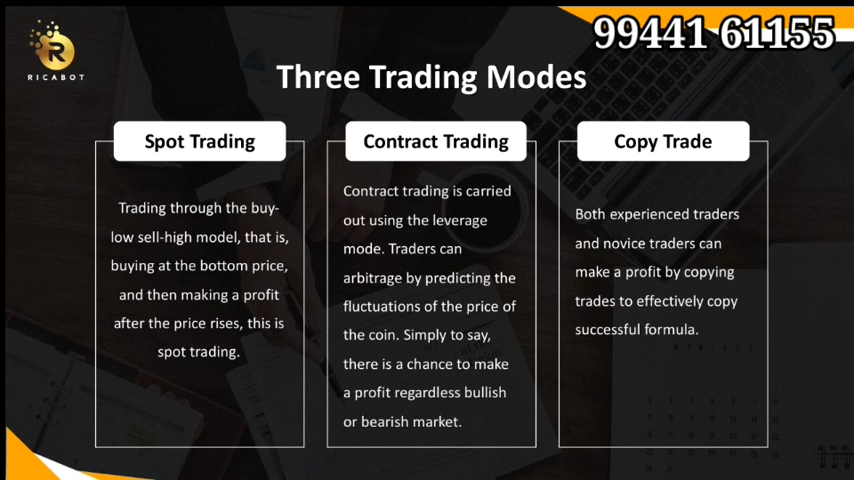 99441 61155
RICABOT
Three Trading Modes
Spot Trading
Trading through the buy-
low sell-high model, that is,
buying at the bottom price,
and then making a profit
after the price rises, this is
spot trading.
Contract Trading
Contract trading is carried
out using the leverage
mode. Traders can
arbitrage by predicting the
fluctuations of the price of
the coin. Simply to say,
there is a chance to make
a profit regardless bullish
or bearish market.
Copy Trade
Both experienced traders
and novice traders can
make a profit by copying
trades to effectively copy
successful formula.